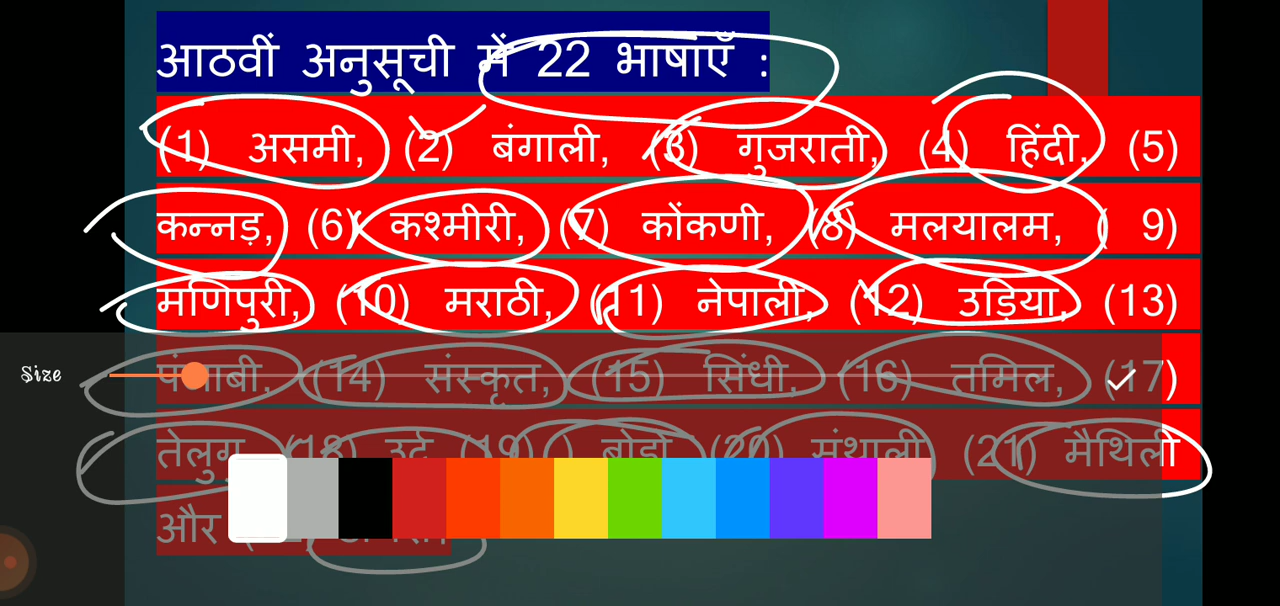 आठवीं अनुसूची में 22 भाषाएँ :
(1) असमी, (2) बंगाली, (3) गुजराती, (4) हिंदी, (5)
कन्नड़, (6) कश्मीरी, (7) कोंकणी, (8) मलयालम, ( 9)
मणिपुरी, (10) मराठी, (11) नेपाली, (12) उड़िया, (13)
पंजाबी, (14) संस्कृत, (15) सिंधी, (16) तमिल, (17)
Size
तेलुगु (18) उर्दू (19) बोडो (20) संथाली (21) मैथिली
और